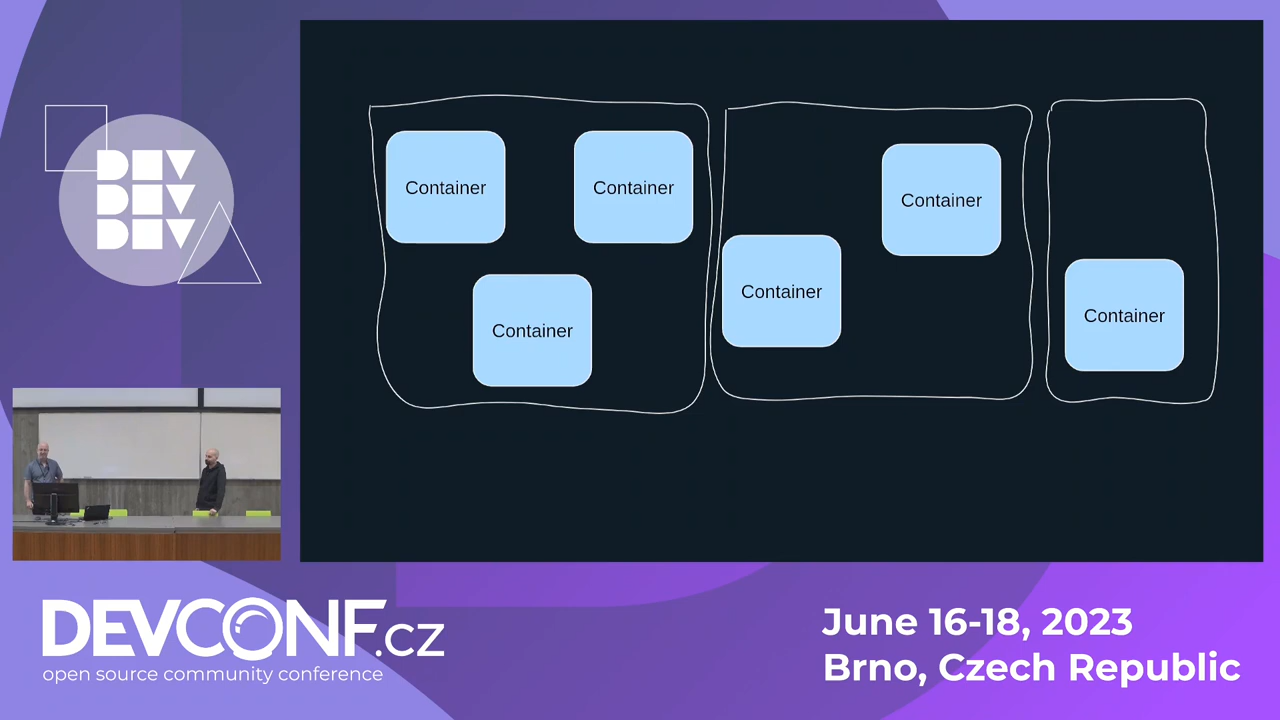 DEV
DEV
DEV
Container
Container
Container
Container
Container
Container
DEVCONF.cz
open source community conference
June 16-18, 2023
Brno, Czech Republic